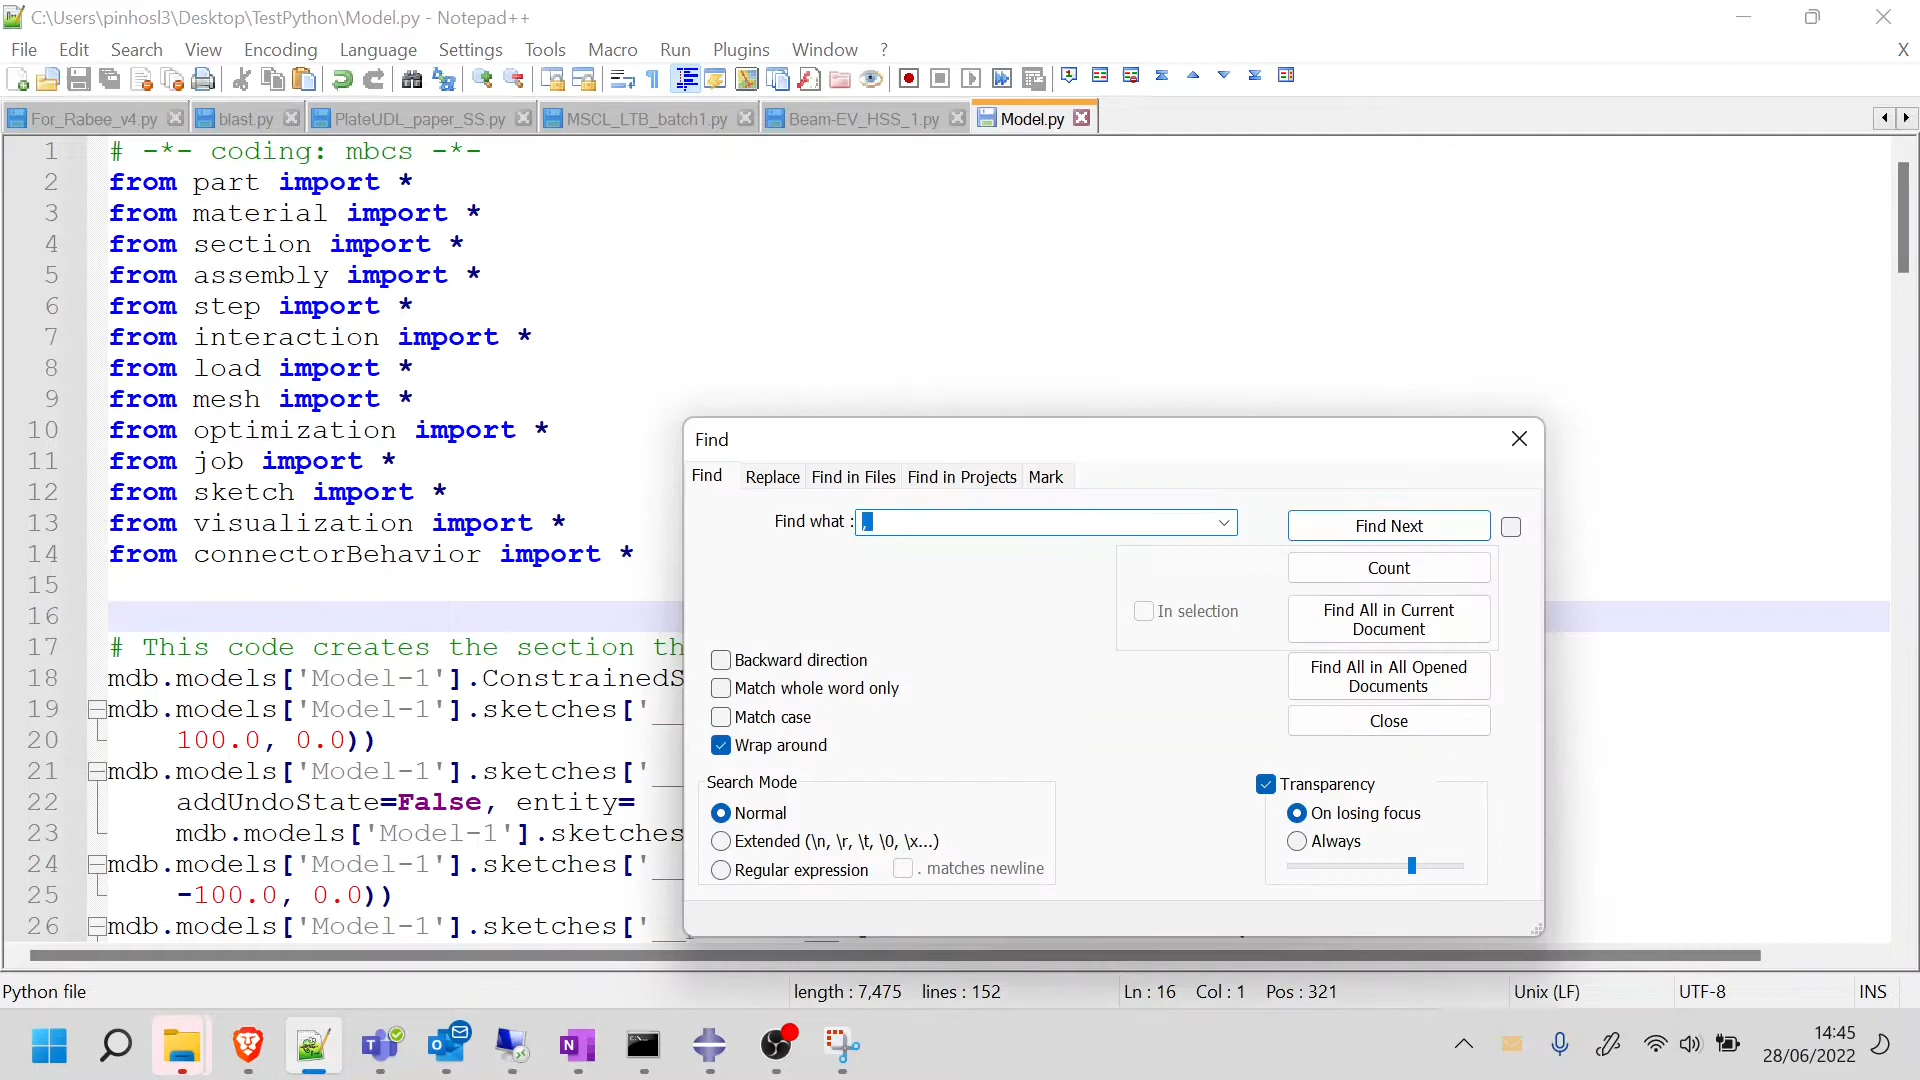 C:\Users\pinhosl3\Desktop\TestPython\Model.py - Notepad++
File Edit Search View Encoding Language Settings Tools Macro Run Plugins Window ? X
For_Rabee_v4.py blast.py PlateUDL_paper_SS.py MSCL_LTB_batch1.py Beam-EV_HSS_1.py Model.py
1 # -*- coding: mbcs -*-
2 from part import *
3 from material import *
4 from section import *
5 from assembly import *
6 from step import *
7 from interaction import *
8 from load import *
9 from mesh import *
10 from optimization import *
11 from job import *
12 from sketch import *
13 from visualization import *
14 from connectorBehavior import *
15
16
17 # This code creates the section th
18 mdb.models['Model-1'].ConstrainedS
19 mdb.models['Model-1'].sketches['__
20 100.0, 0.0))
21 mdb.models['Model-1'].sketches['__
22 addUndoState=False, entity=
23 mdb.models['Model-1'].sketches
24 mdb.models['Model-1'].sketches['__
25 -100.0, 0.0))
26 mdb.models['Model-1'].sketches['__
Find
Find Replace Find in Files Find in Projects Mark
Find what : , Find Next
Count
In selection Find All in Current
Document
Backward direction Find All in All Opened
Documents
Match whole word only
Match case Close
Wrap around
Search Mode Transparency
Normal On losing focus
Extended (\n, \r, \t, \0, \x...) Always
Regular expression . matches newline
Python file length : 7,475 lines : 152 Ln : 16 Col : 1 Pos : 321 Unix (LF) UTF-8 INS
14:45
28/06/2022